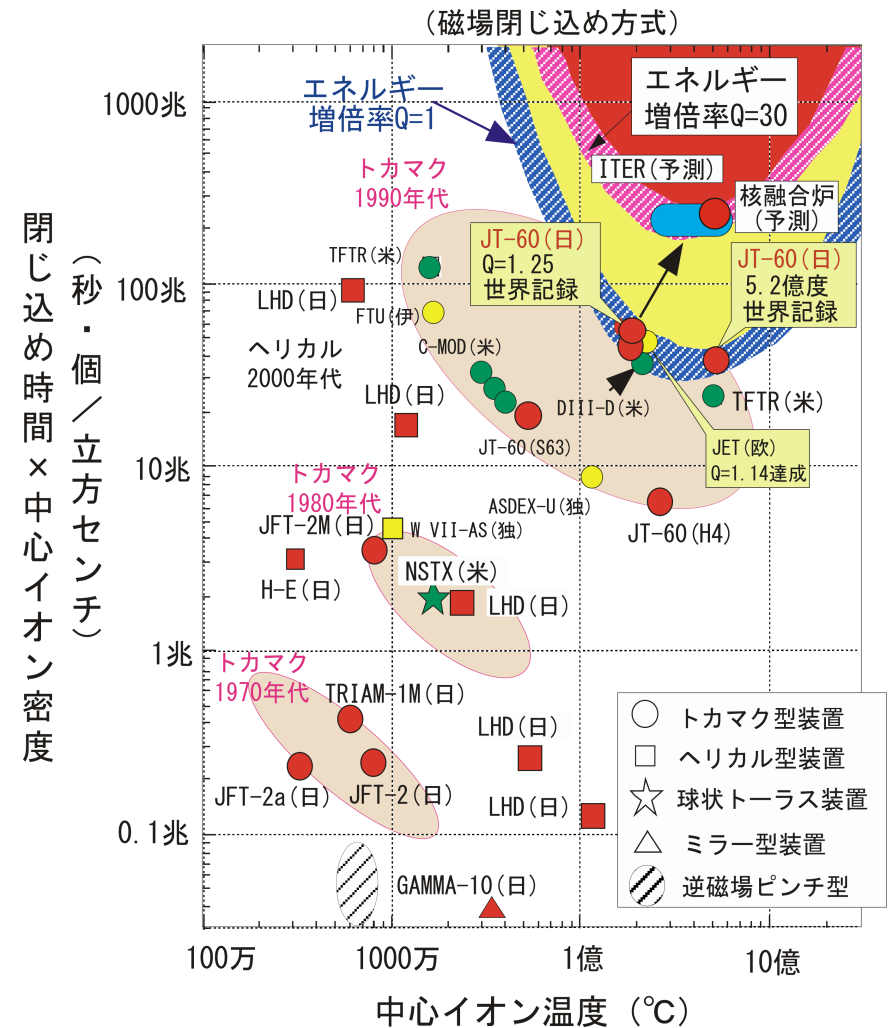 (磁場閉じ込め方式)
1000兆
100兆
10兆
1兆
0.1兆
閉じ込め時間×中心イオン密度
(秒・個/立方センチ)
エネルギー
増倍率Q=1
エネルギー
増倍率Q=30
ITER(予測)
核融合炉
(予測)
トカマク
1990年代
TFTR(米)
LHD(日)
FTU(伊)
JT-60(日)
Q=1.25
世界記録
JT-60(日)
5.2億度
世界記録
ヘリカル
2000年代
C-MOD(米)
LHD(日)
DIII-D(米)
TFTR(米)
JT-60(S63)
JET(欧)
Q=1.14達成
トカマク
1980年代
ASDEX-U(独)
JFT-2M(日)
W VII-AS(独)
JT-60(H4)
H-E(日)
NSTX(米)
LHD(日)
トカマク
1970年代
TRIAM-1M(日)
LHD(日)
JFT-2a(日)
JFT-2(日)
LHD(日)
GAMMA-10(日)
トカマク型装置
ヘリカル型装置
球状トーラス装置
ミラー型装置
逆磁場ピンチ型
100万
1000万
1億
10億
中心イオン温度(℃)